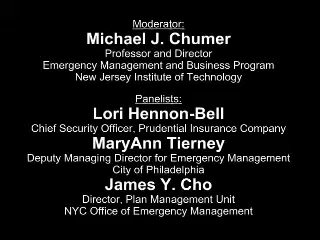 Moderator:
Michael J. Chumer
Professor and Director
Emergency Management and Business Program
New Jersey Institute of Technology
Panelists:
Lori Hennon-Bell
Chief Security Officer, Prudential Insurance Company
MaryAnn Tierney
Deputy Managing Director for Emergency Management
City of Philadelphia
James Y. Cho
Director, Plan Management Unit
NYC Office of Emergency Management